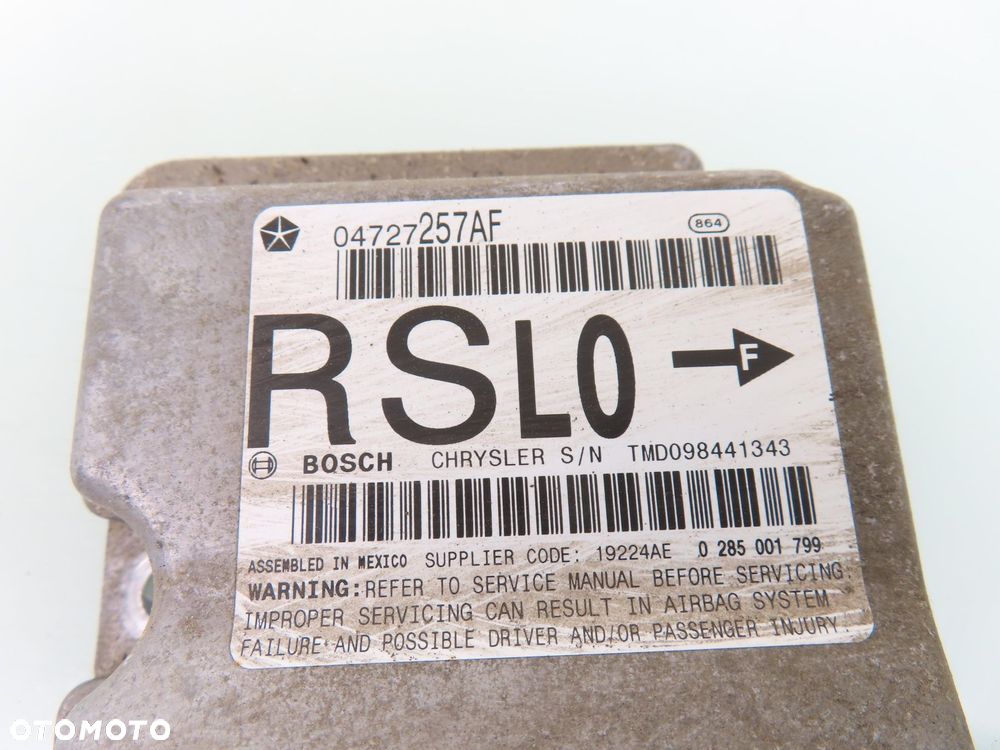 04727257AF 864
RSL0 F
BOSCH CHRYSLER S/N TMD098441343
ASSEMBLED IN MEXICO SUPPLIER CODE: 19224AE 0 285 001 799
WARNING: REFER TO SERVICE MANUAL BEFORE SERVICING.
IMPROPER SERVICING CAN RESULT IN AIRBAG SYSTEM
FAILURE AND POSSIBLE DRIVER AND/OR PASSENGER INJURY.
OTOMOTO